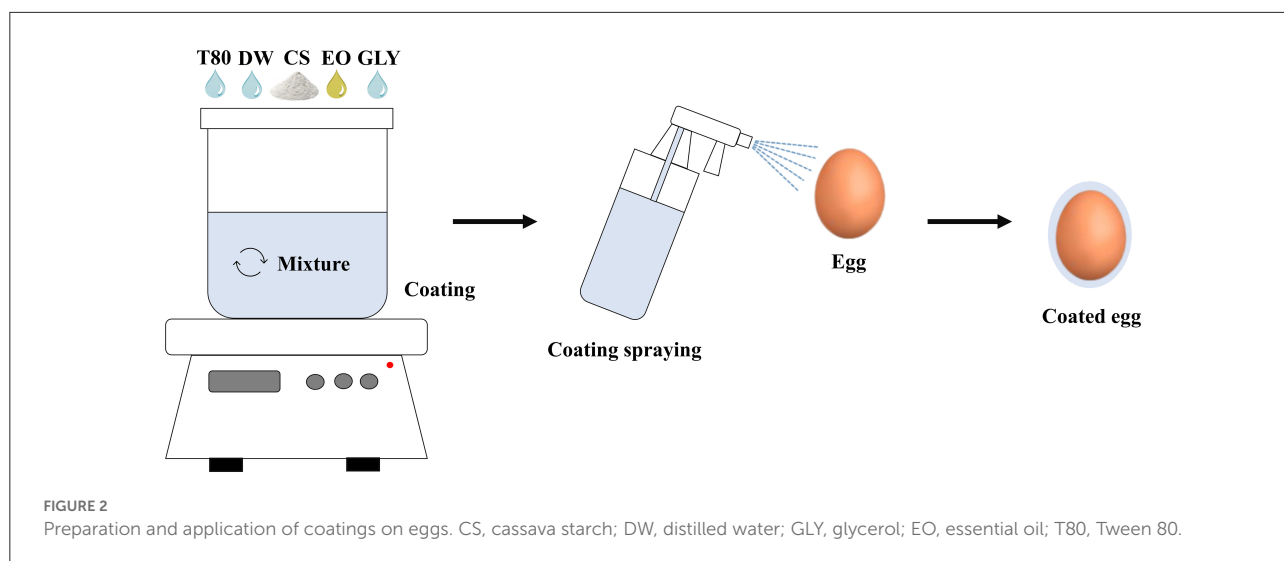 T80 DW CS EO GLY
Mixture
Coating
Coating spraying
Egg
Coated egg
FIGURE 2
Preparation and application of coatings on eggs. CS, cassava starch; DW, distilled water; GLY, glycerol; EO, essential oil; T80, Tween 80.